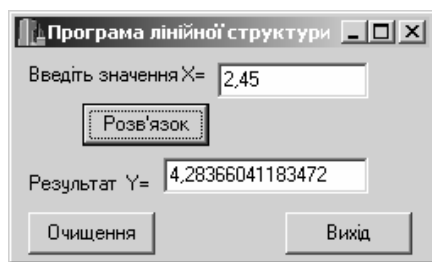 Програма лінійної структури
Введіть значення X= 2,45
Розв'язок
Результат Y= 4,28366041183472
Очищення Вихід